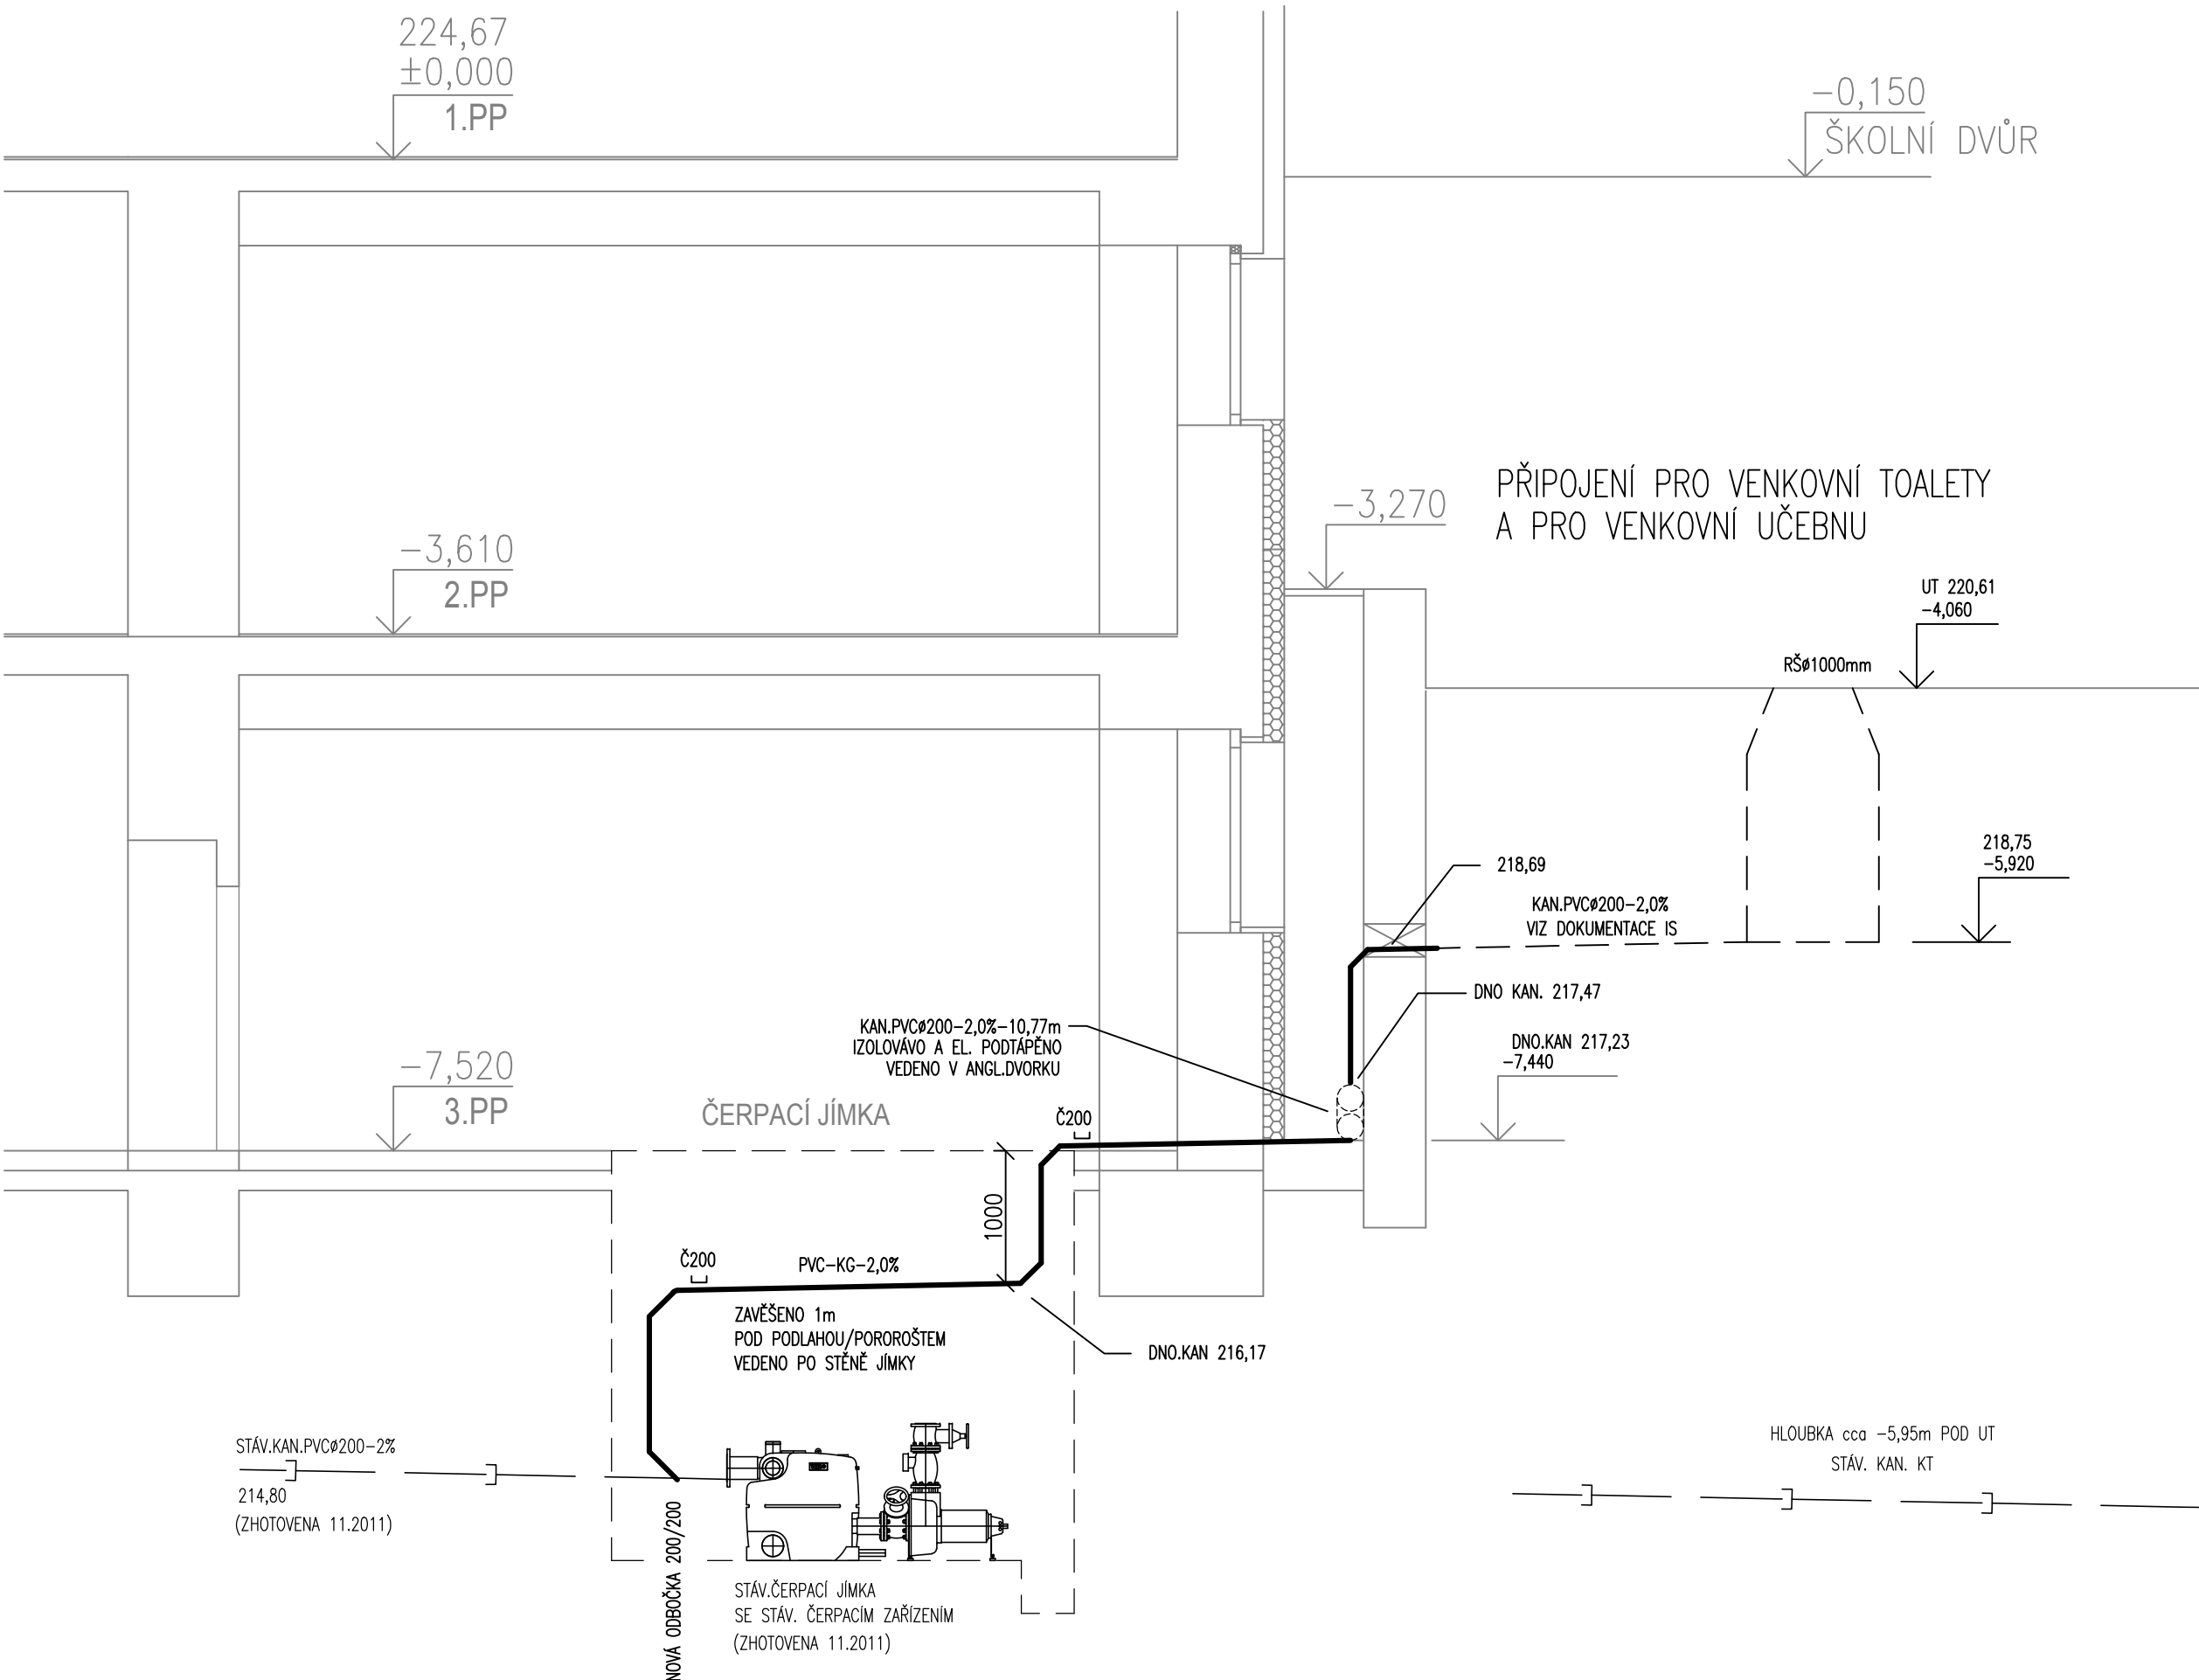 224,67
±0,000
1.PP
-0,150
ŠKOLNÍ DVŮR
-3,270
PŘIPOJENÍ PRO VENKOVNÍ TOALETY
A PRO VENKOVNÍ UČEBNU
-3,610
2.PP
UT 220,61
-4,060
RŠø1000mm
218,75
-5,920
218,69
KAN.PVCø200-2,0%
VIZ DOKUMENTACE IS
DNO KAN. 217,47
KAN.PVCø200-2,0%-10,77m
IZOLOVÁVO A EL. PODTÁPĚNO
VEDENO V ANGL.DVORKU
DNO.KAN 217,23
-7,440
-7,520
3.PP
ČERPACÍ JÍMKA
Č200
1000
Č200
PVC-KG-2,0%
ZAVĚŠENO 1m
POD PODLAHOU/POROROŠTEM
VEDENO PO STĚNĚ JÍMKY
DNO.KAN 216,17
STÁV.KAN.PVCø200-2%
214,80
(ZHOTOVENA 11.2011)
HLOUBKA cca -5,95m POD UT
STÁV. KAN. KT
NOVÁ ODBOČKA 200/200
STÁV.ČERPACÍ JÍMKA
SE STÁV. ČERPACÍM ZAŘÍZENÍM
(ZHOTOVENA 11.2011)